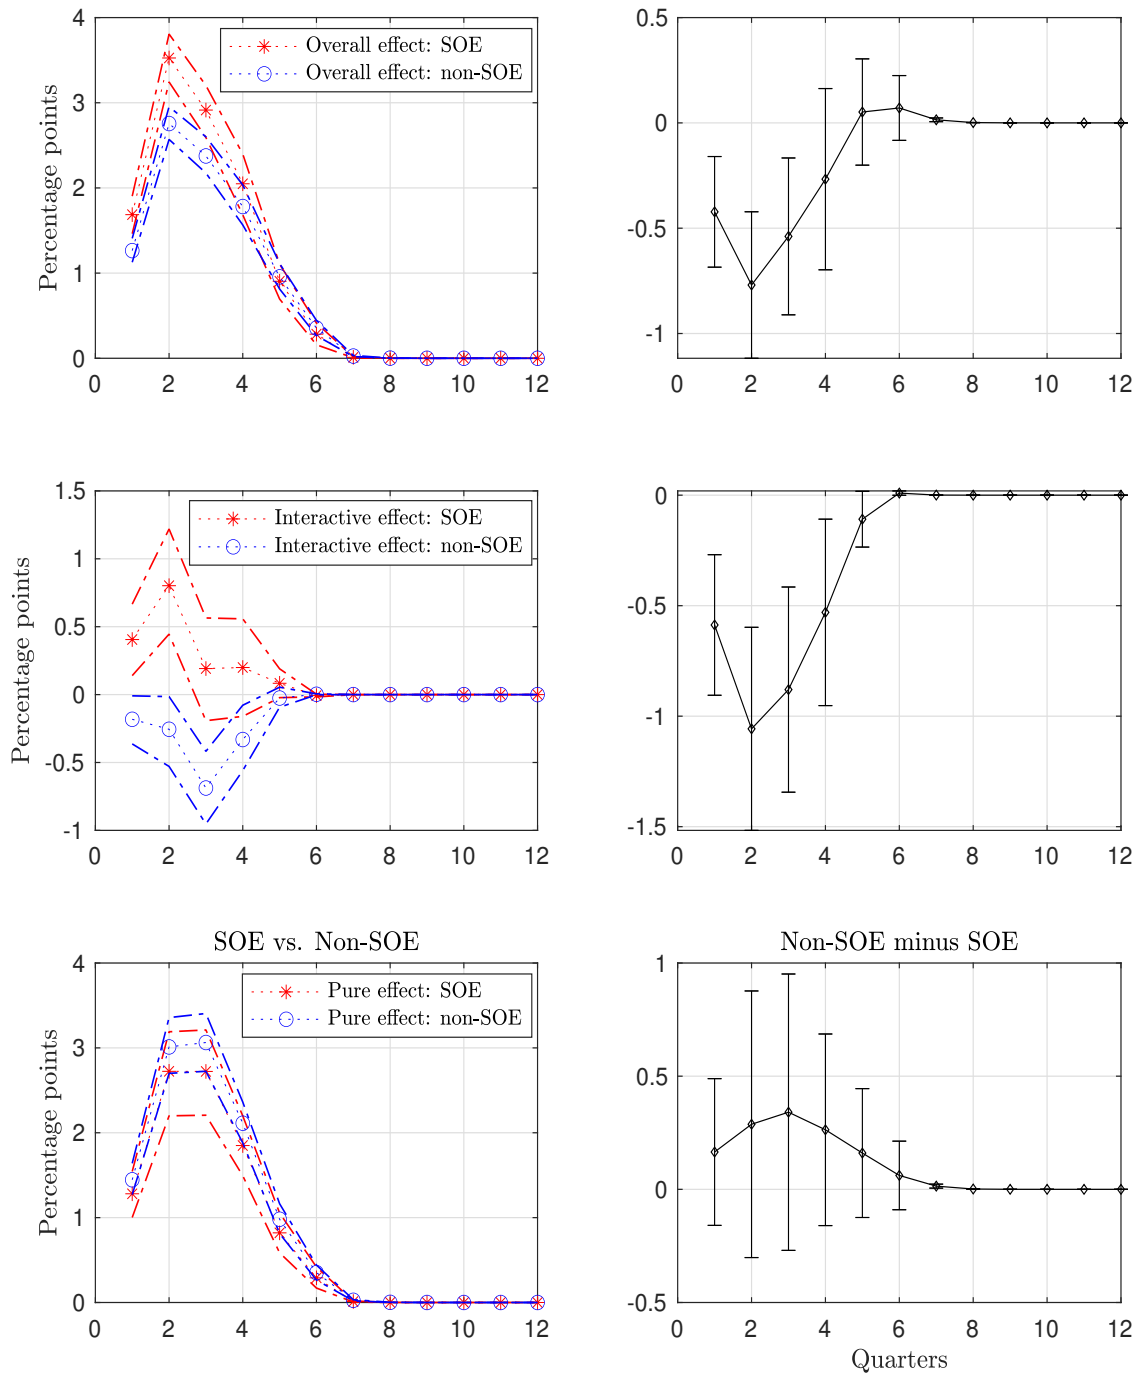 4
3
2
1
0
Percentage points
Overall effect: SOE
Overall effect: non-SOE
0 2 4 6 8 10 12
0.5
0
-0.5
-1
0 2 4 6 8 10 12
1.5
1
0.5
0
-0.5
-1
Percentage points
Interactive effect: SOE
Interactive effect: non-SOE
0 2 4 6 8 10 12
0
-0.5
-1
-1.5
0 2 4 6 8 10 12
SOE vs. Non-SOE
4
3
2
1
0
Percentage points
Pure effect: SOE
Pure effect: non-SOE
0 2 4 6 8 10 12
Non-SOE minus SOE
1
0.5
0
-0.5
0 2 4 6 8 10 12
Quarters